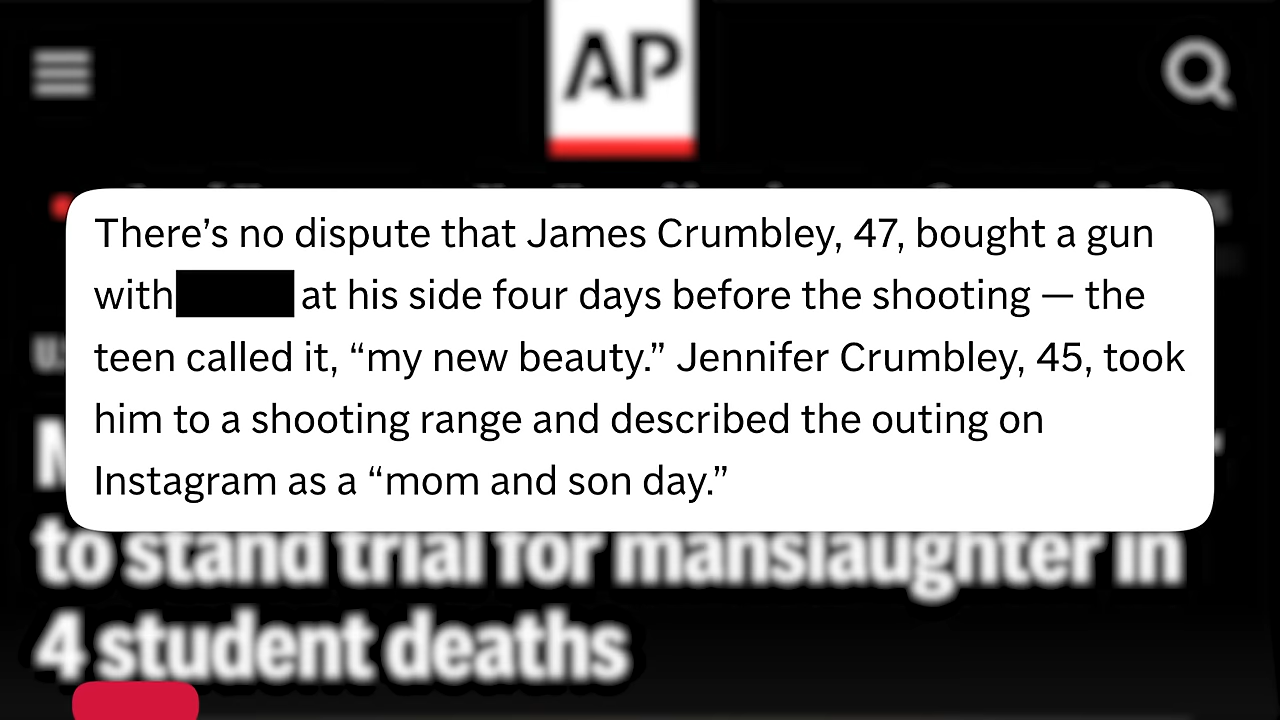 AP
There’s no dispute that James Crumbley, 47, bought a gun
with at his side four days before the shooting — the
teen called it, “my new beauty.” Jennifer Crumbley, 45, took
him to a shooting range and described the outing on
Instagram as a “mom and son day.”
to stand trial for manslaughter in
4 student deaths